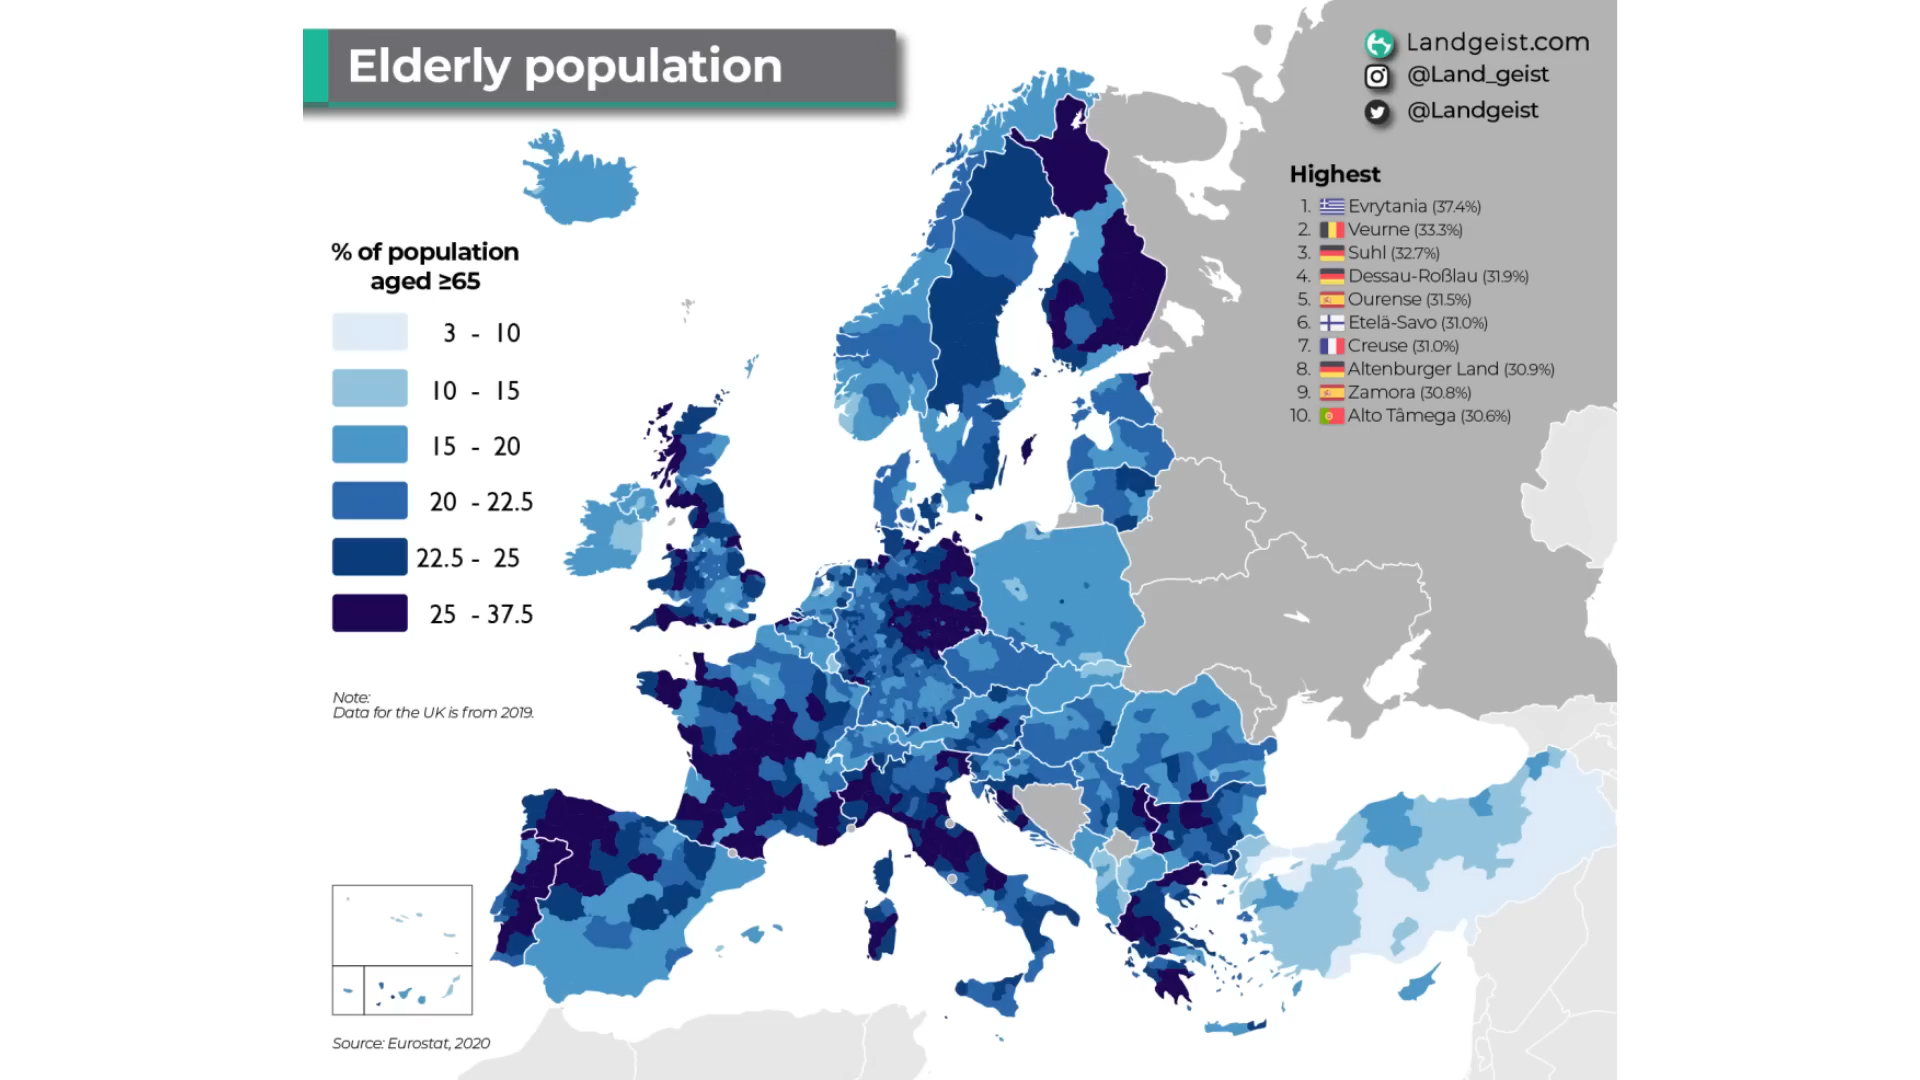 Elderly population
Landgeist.com
@Land_geist
@Landgeist
Highest
1. Evrytania (37.4%)
2. Veurne (33.3%)
3. Suhl (32.7%)
4. Dessau-Roßlau (31.9%)
5. Ourense (31.5%)
6. Etelä-Savo (31.0%)
7. Creuse (31.0%)
8. Altenburger Land (30.9%)
9. Zamora (30.8%)
10. Alto Tâmega (30.6%)
% of population
aged ≥65
3 - 10
10 - 15
15 - 20
20 - 22.5
22.5 - 25
25 - 37.5
Note:
Data for the UK is from 2019.
Source: Eurostat, 2020